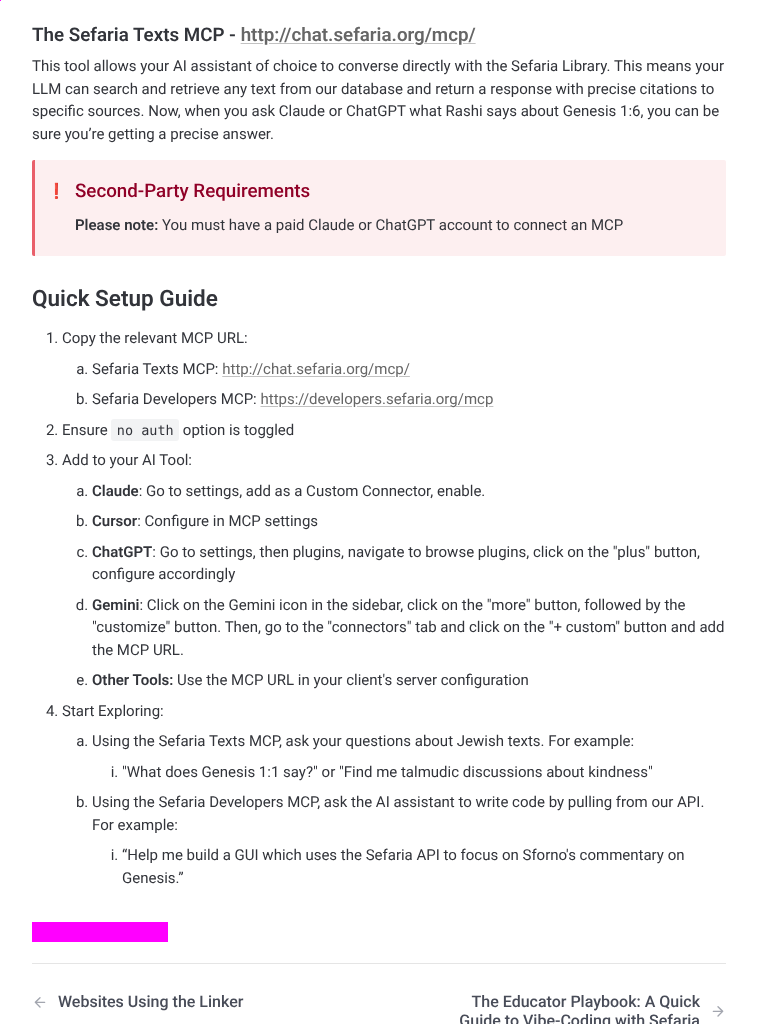 The Sefaria Texts MCP - http://chat.sefaria.org/mcp/
This tool allows your AI assistant of choice to converse directly with the Sefaria Library. This means your
LLM can search and retrieve any text from our database and return a response with precise citations to
specific sources. Now, when you ask Claude or ChatGPT what Rashi says about Genesis 1:6, you can be
sure you’re getting a precise answer.
❗ Second-Party Requirements
Please note: You must have a paid Claude or ChatGPT account to connect an MCP
Quick Setup Guide
1. Copy the relevant MCP URL:
a. Sefaria Texts MCP: http://chat.sefaria.org/mcp/
b. Sefaria Developers MCP: https://developers.sefaria.org/mcp
2. Ensure no auth option is toggled
3. Add to your AI Tool:
a. Claude: Go to settings, add as a Custom Connector, enable.
b. Cursor: Configure in MCP settings
c. ChatGPT: Go to settings, then plugins, navigate to browse plugins, click on the "plus" button,
configure accordingly
d. Gemini: Click on the Gemini icon in the sidebar, click on the "more" button, followed by the
"customize" button. Then, go to the "connectors" tab and click on the "+ custom" button and add
the MCP URL.
e. Other Tools: Use the MCP URL in your client's server configuration
4. Start Exploring:
a. Using the Sefaria Texts MCP, ask your questions about Jewish texts. For example:
i. "What does Genesis 1:1 say?" or "Find me talmudic discussions about kindness"
b. Using the Sefaria Developers MCP, ask the AI assistant to write code by pulling from our API.
For example:
i. “Help me build a GUI which uses the Sefaria API to focus on Sforno's commentary on
Genesis.”
← Websites Using the Linker
The Educator Playbook: A Quick →
Guide to Vibe-Coding with Sefaria